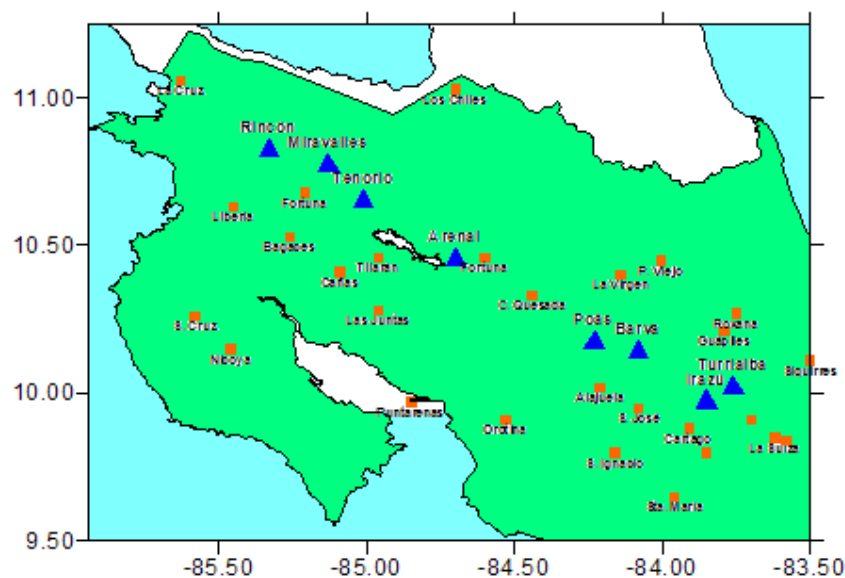 11.00
La Cruz
Los Chiles
Rincon
Miravalles
Tenorio
Fortuna
Liberia
10.50
Arenal
Bagaces
Tilaran
Fortuna
Cañas
P. Viejo
La Virgen
C. Quesada
Las Juntas
S. Cruz
Poas
Barva
Roxana
Guapiles
Nicoya
Turrialba
Siquirres
10.00
Irazu
Alajuela
Puntarenas
S. José
Orotina
Cartago
La Suiza
S. Ignacio
Sta. Maria
9.50
-85.50 -85.00 -84.50 -84.00 -83.50